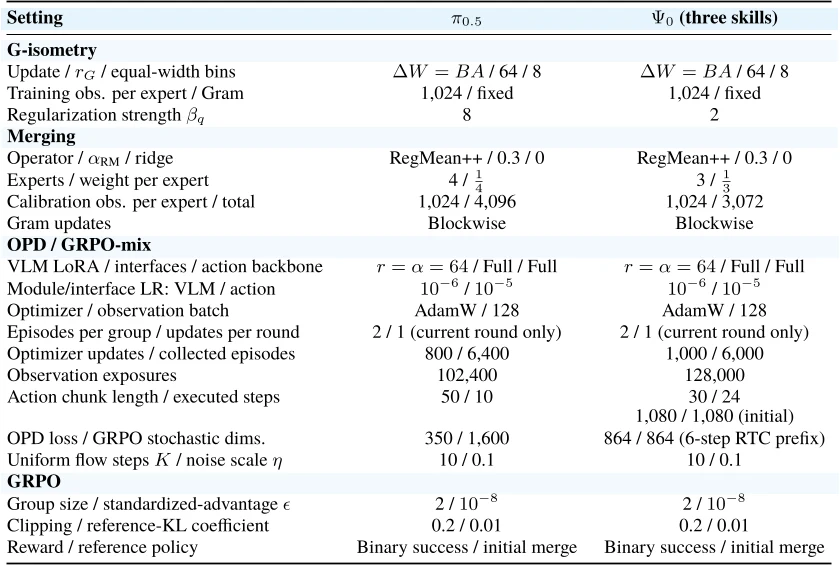 Setting π0.5 Ψ0 (three skills)
G-isometry
Update / rG / equal-width bins ΔW = BA / 64 / 8 ΔW = BA / 64 / 8
Training obs. per expert / Gram 1,024 / fixed 1,024 / fixed
Regularization strength βq 8 2
Merging
Operator / αRM / ridge RegMean++ / 0.3 / 0 RegMean++ / 0.3 / 0
Experts / weight per expert 4 / 1/4 3 / 1/3
Calibration obs. per expert / total 1,024 / 4,096 1,024 / 3,072
Gram updates Blockwise Blockwise
OPD / GRPO-mix
VLM LoRA / interfaces / action backbone r = α = 64 / Full / Full r = α = 64 / Full / Full
Module/interface LR: VLM / action 10⁻⁶ / 10⁻⁵ 10⁻⁶ / 10⁻⁵
Optimizer / observation batch AdamW / 128 AdamW / 128
Episodes per group / updates per round 2 / 1 (current round only) 2 / 1 (current round only)
Optimizer updates / collected episodes 800 / 6,400 1,000 / 6,000
Observation exposures 102,400 128,000
Action chunk length / executed steps 50 / 10 30 / 24
1,080 / 1,080 (initial)
OPD loss / GRPO stochastic dims. 350 / 1,600 864 / 864 (6-step RTC prefix)
Uniform flow steps K / noise scale η 10 / 0.1 10 / 0.1
GRPO
Group size / standardized-advantage ϵ 2 / 10⁻⁸ 2 / 10⁻⁸
Clipping / reference-KL coefficient 0.2 / 0.01 0.2 / 0.01
Reward / reference policy Binary success / initial merge Binary success / initial merge